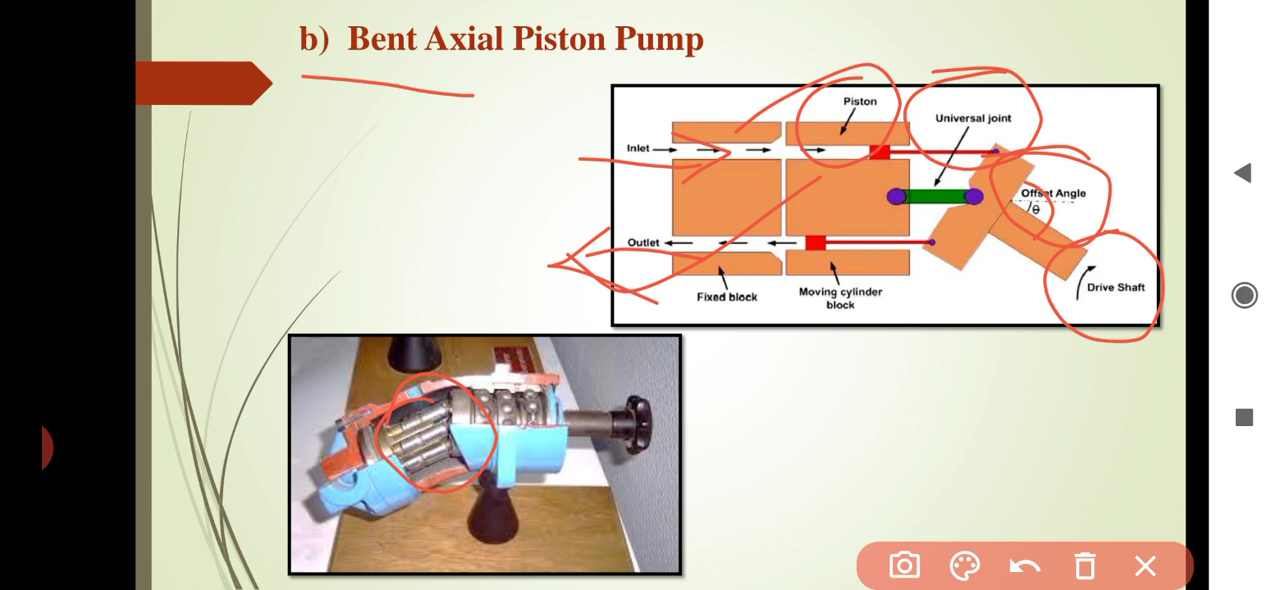 b) Bent Axial Piston Pump
Piston
Universal joint
Inlet
Offset Angle
θ
Outlet
Drive Shaft
Fixed block
Moving cylinder
block